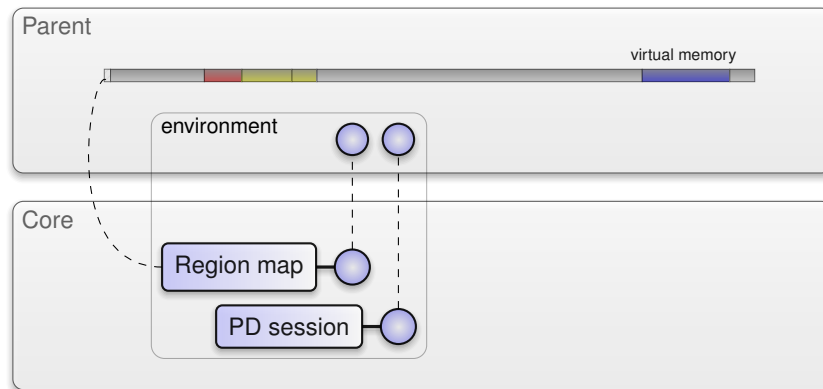 Parent
virtual memory
environment
Core
Region map
PD session